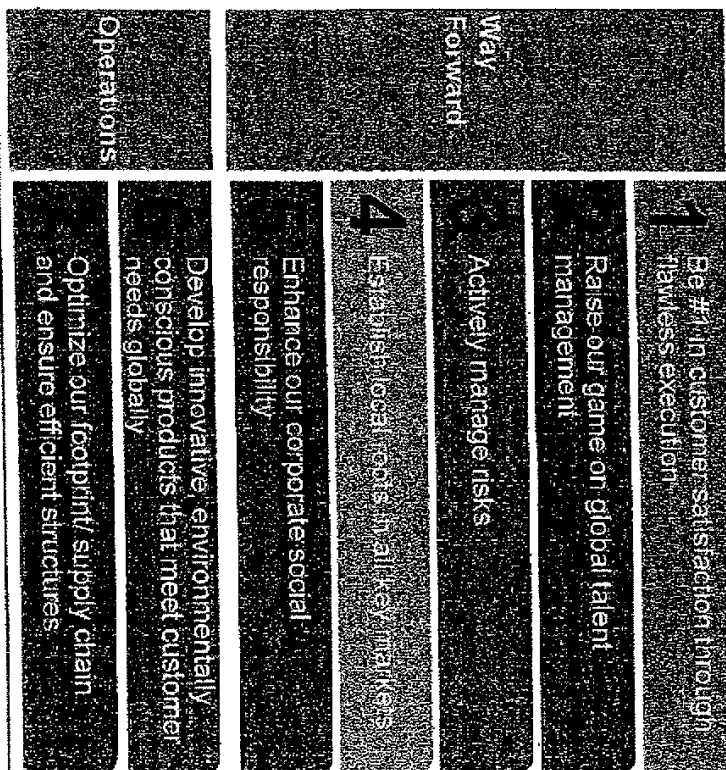 Way
Forward
1
Be #1 in customer satisfaction through
flawless execution
2
Raise our game on global talent
management
3
Actively manage risks
4
Establish local roots in all key markets
Enhance our corporate social
responsibility
Operations
Develop innovative, environmentally
conscious products that meet customer
needs globally
Optimize our footprint/ supply chain
and ensure efficient structures